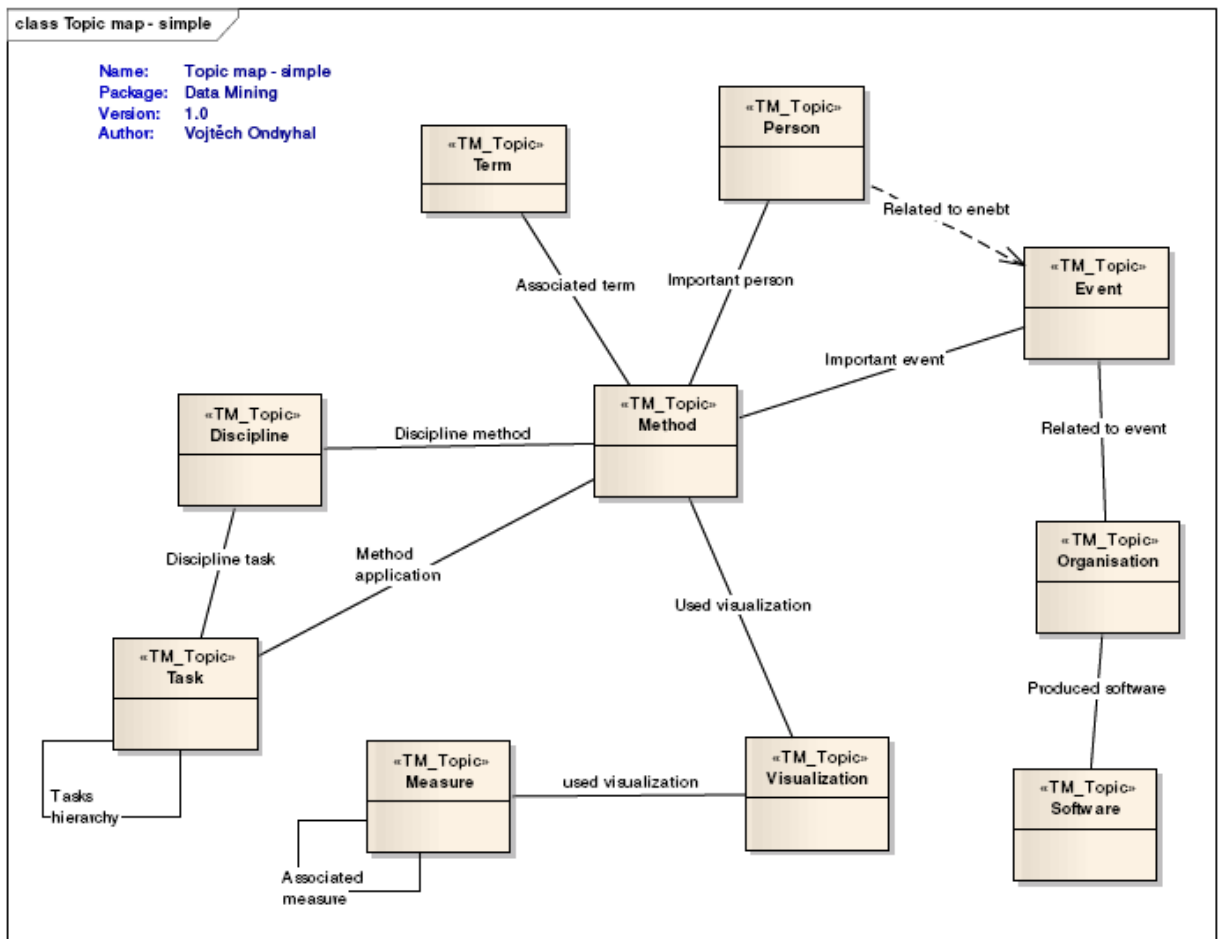 class Topic map - simple
Name: Topic map - simple
Package: Data Mining
Version: 1.0
Author: Vojtěch Ondryhal
«TM_Topic»
Term
«TM_Topic»
Person
Related to enebt
«TM_Topic»
Event
Associated term
Important person
Important event
«TM_Topic»
Discipline
Discipline method
«TM_Topic»
Method
Related to event
Discipline task
Method
application
«TM_Topic»
Organisation
Used visualization
«TM_Topic»
Task
Produced software
Tasks
hierarchy
«TM_Topic»
Measure
used visualization
«TM_Topic»
Visualization
«TM_Topic»
Software
Associated
measure